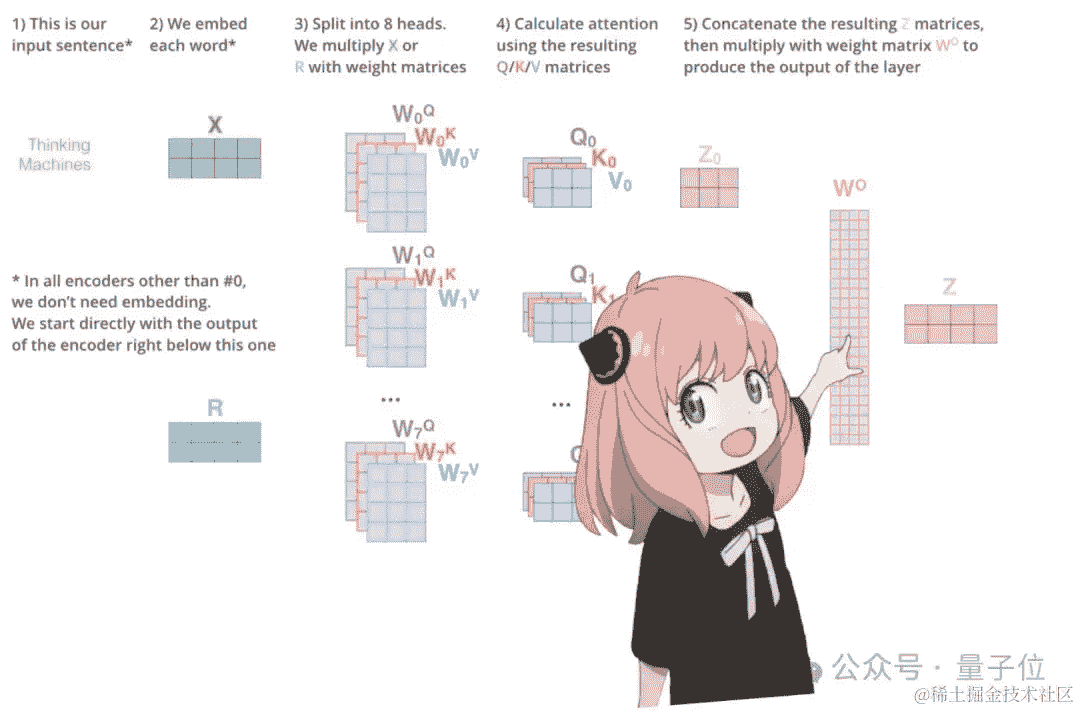 1) This is our
input sentence*
2) We embed
each word*
3) Split into 8 heads.
We multiply X or
R with weight matrices
4) Calculate attention
using the resulting
Q/K/V matrices
5) Concatenate the resulting Z matrices,
then multiply with weight matrix Wᴼ to
produce the output of the layer
Thinking
Machines
X
W₀Q
W₀K
W₀V
Q₀
K₀
V₀
Z₀
Wᴼ
* In all encoders other than #0,
we don't need embedding.
We start directly with the output
of the encoder right below this one
W₁Q
W₁K
W₁V
Q₁
K₁
Z
...
...
R
W₇Q
W₇K
W₇V
公众号 · 量子位
@稀土掘金技术社区